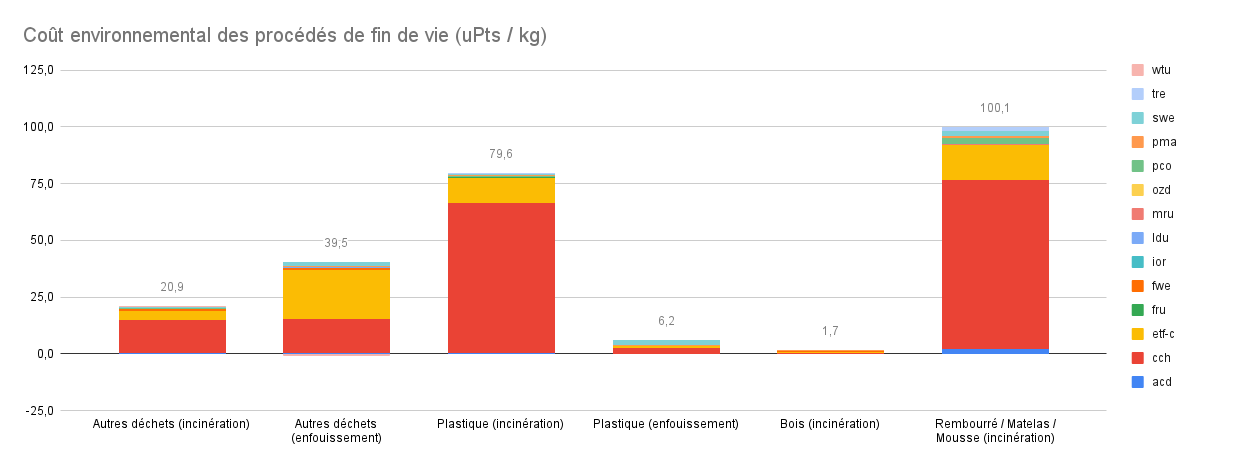 Coût environnemental des procédés de fin de vie (uPts / kg)
125,0
100,0
75,0
50,0
25,0
0,0
-25,0
20,9
39,5
79,6
6,2
1,7
100,1
Autres déchets (incinération)
Autres déchets
(enfouissement)
Plastique (incinération)
Plastique (enfouissement)
Bois (incinération)
Rembourré / Matelas /
Mousse (incinération)
wtu
tre
swe
pma
pco
ozd
mru
ldu
ior
fwe
fru
etf-c
cch
acd